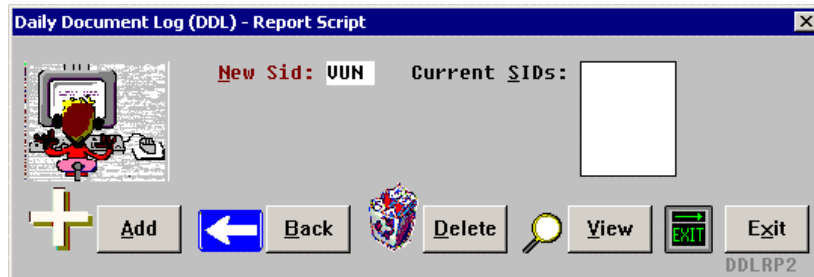 Daily Document Log (DDL) - Report Script
New Sid: VUN Current SIDs:
Add Back Delete View EXIT Exit
DDLRP2